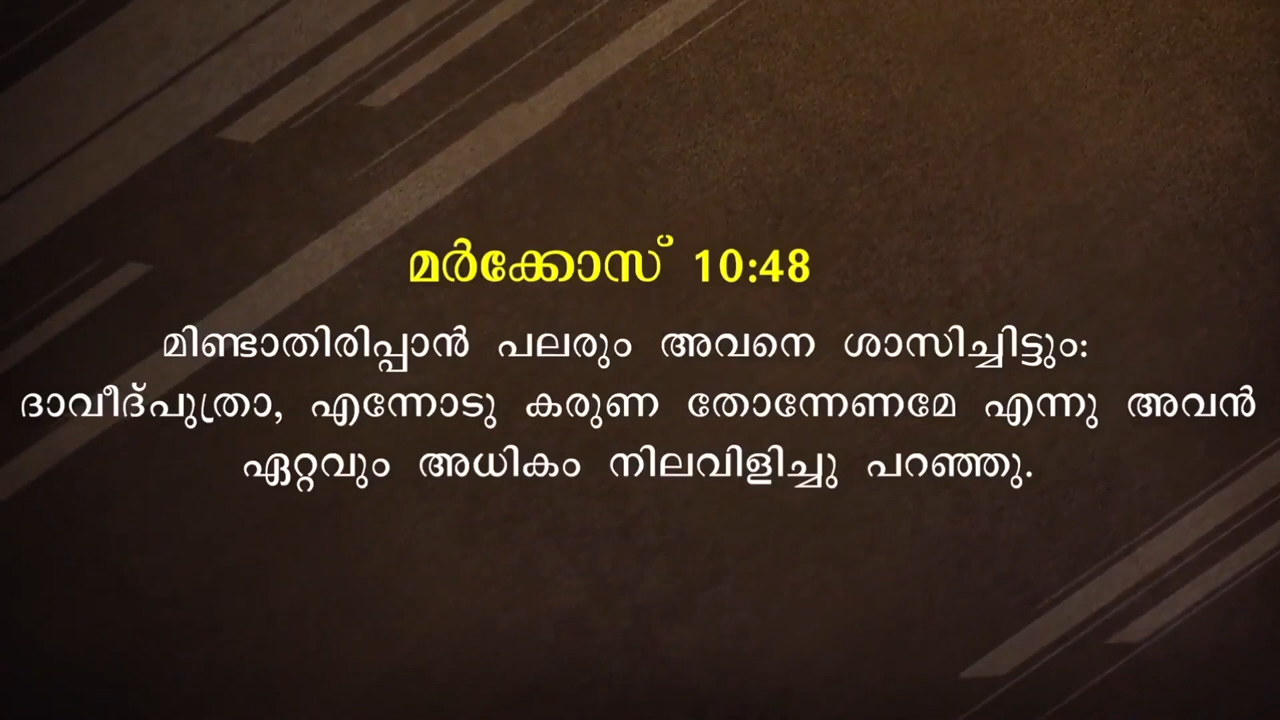 മർക്കോസ് 10:48
മിണ്ടാതിരിപ്പാൻ പലരും അവനെ ശാസിച്ചിട്ടും:
ദാവീദ്പുത്രാ, എന്നോടു കരുണ തോന്നേണമേ എന്നു അവൻ
ഏറ്റവും അധികം നിലവിളിച്ചു പറഞ്ഞു.